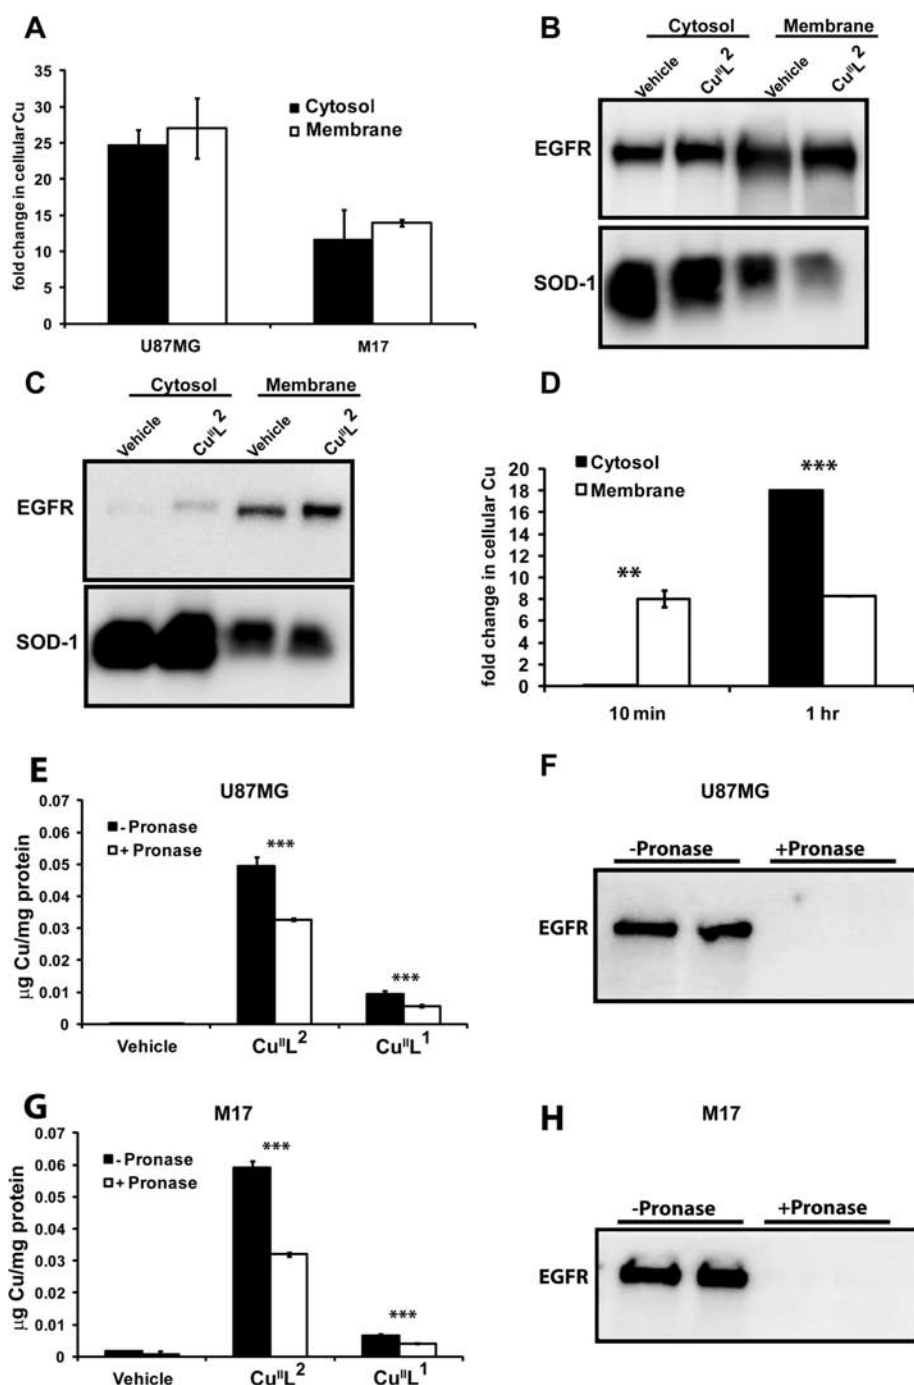 A
fold change in cellular Cu
35
30
25
20
15
10
5
0
Cytosol
Membrane
U87MG
M17
B
Cytosol Membrane
Vehicle CuᴵᴵL² Vehicle CuᴵᴵL²
EGFR
SOD-1
C
Cytosol Membrane
Vehicle CuᴵᴵL² Vehicle CuᴵᴵL²
EGFR
SOD-1
D
fold change in cellular Cu
20
18
16
14
12
10
8
6
4
2
0
Cytosol
Membrane
**
***
10 min
1 hr
E
U87MG
µg Cu/mg protein
0.07
0.06
0.05
0.04
0.03
0.02
0.01
0
- Pronase
+ Pronase
***
***
Vehicle
CuᴵᴵL²
CuᴵᴵL¹
F
U87MG
-Pronase +Pronase
EGFR
G
M17
µg Cu/mg protein
0.07
0.06
0.05
0.04
0.03
0.02
0.01
0
- Pronase
+ Pronase
***
***
Vehicle
CuᴵᴵL²
CuᴵᴵL¹
H
M17
-Pronase +Pronase
EGFR